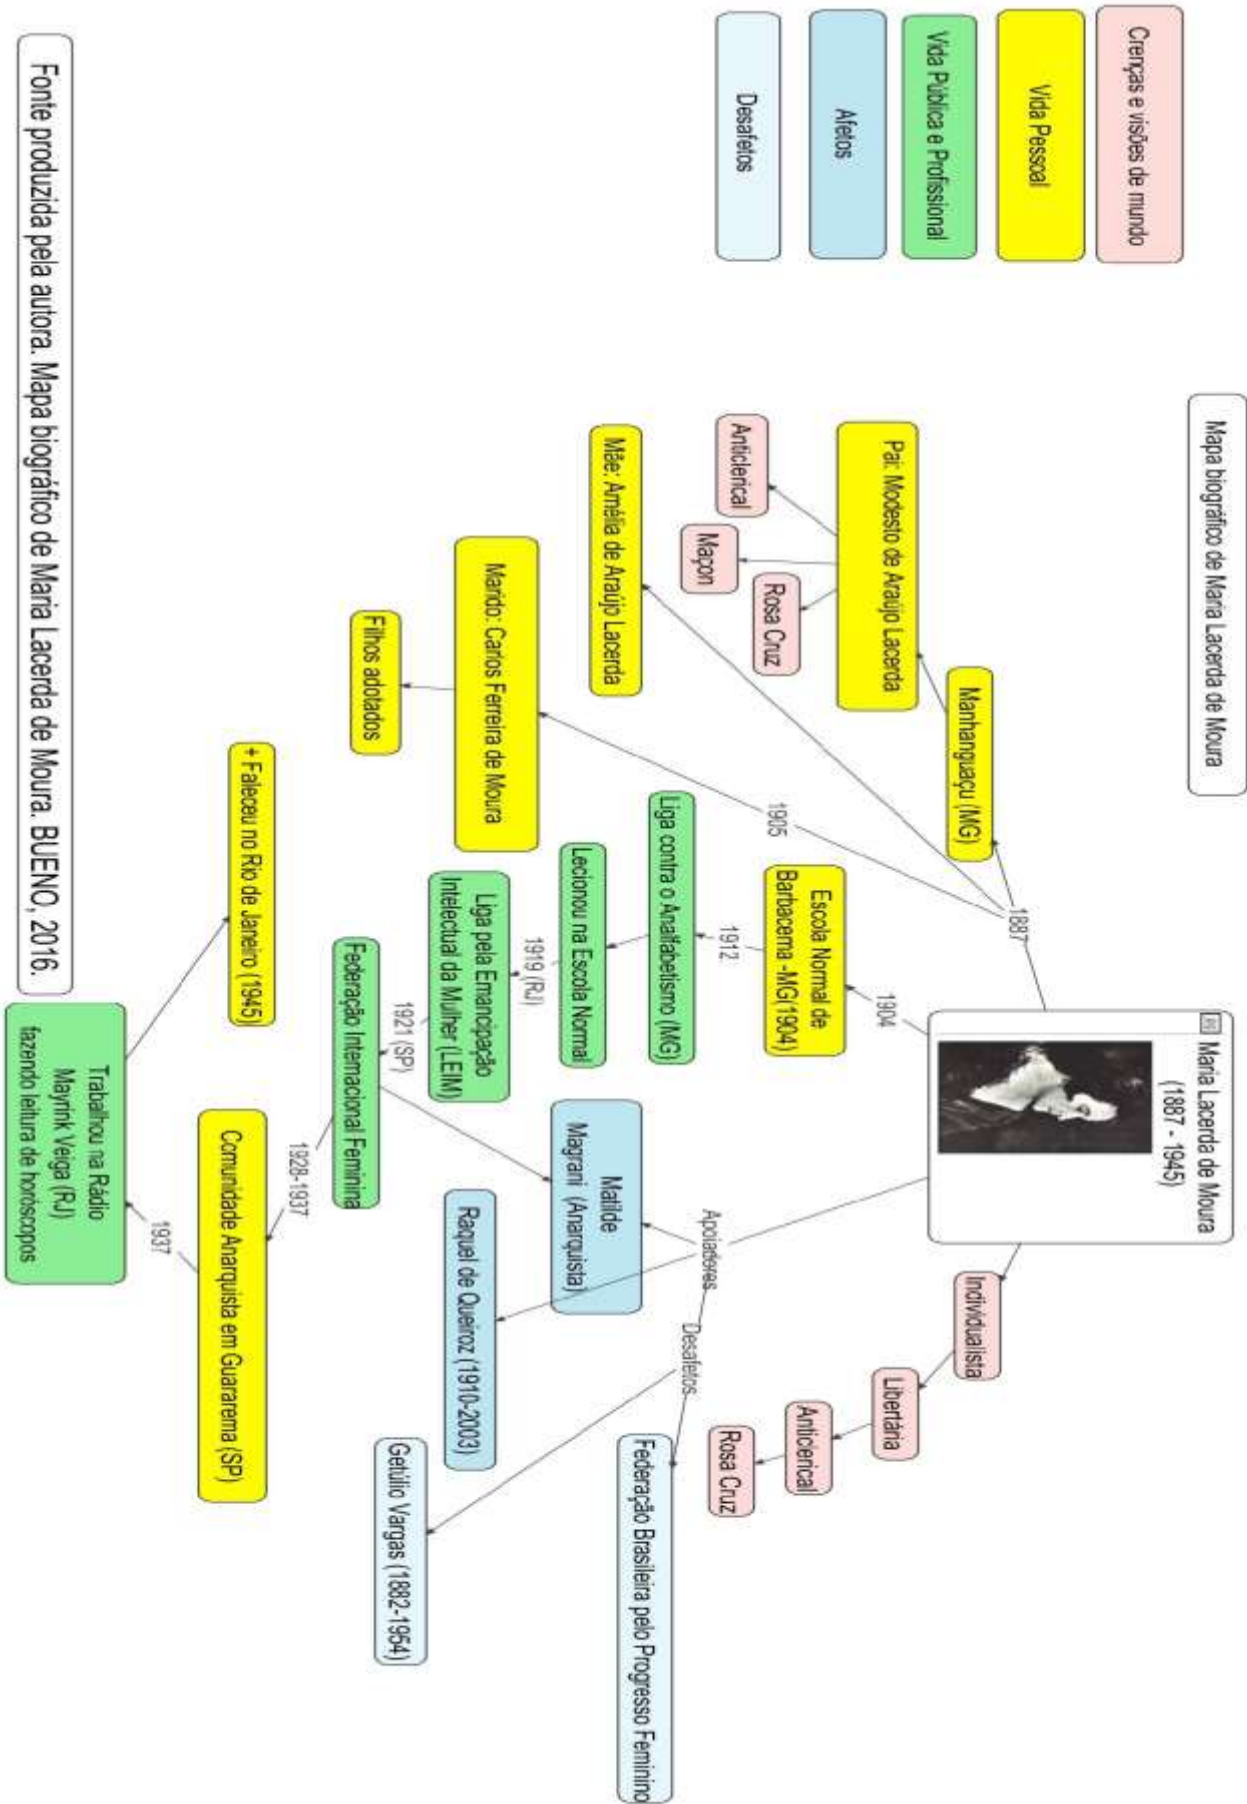 Mapa biográfico de Maria Lacerda de Moura
Crenças e visões de mundo
Vida Pessoal
Vida Pública e Profissional
Afetos
Desafetos
Maria Lacerda de Moura
(1887 - 1945)
1887
Manhanguaçu (MG)
Pai: Modesto de Araújo Lacerda
Anticlerical
Maçon
Rosa Cruz
Mãe: Amélia de Araújo Lacerda
1905
Marido: Carlos Ferreira de Moura
Filhos adotados
1904
Escola Normal de
Barbacema -MG(1904)
1912
Liga contra o Analfabetismo (MG)
Lecionou na Escola Normal
1919 (RJ)
Liga pela Emancipação
Intelectual da Mulher (LEIM)
1921 (SP)
Federação Internacional Feminina
1928-1937
Comunidade Anarquista em Guararema (SP)
1937
Trabalhou na Rádio
Mayrink Veiga (RJ)
fazendo leitura de horóscopos
+ Faleceu no Rio de Janeiro (1945)
Individualista
Libertária
Anticlerical
Rosa Cruz
Apoiadores
Matilde
Magrani (Anarquista)
Raquel de Queiroz (1910-2003)
Desafetos
Federação Brasileira pelo Progresso Feminino
Getúlio Vargas (1882-1954)
Fonte produzida pela autora. Mapa biográfico de Maria Lacerda de Moura. BUENO, 2016.